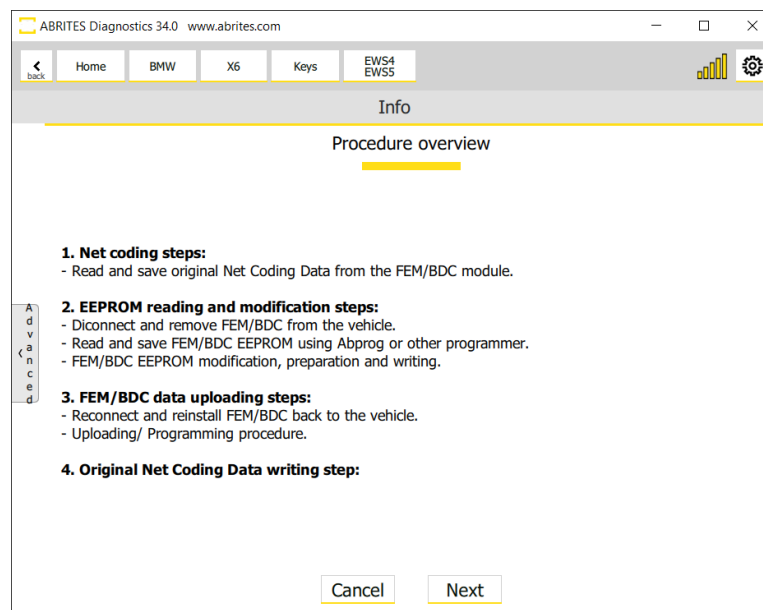 ABRITES Diagnostics 34.0 www.abrites.com
back
Home
BMW
X6
Keys
EWS4
EWS5
Info
Procedure overview
1. Net coding steps:
- Read and save original Net Coding Data from the FEM/BDC module.
Advanced
2. EEPROM reading and modification steps:
- Diconnect and remove FEM/BDC from the vehicle.
- Read and save FEM/BDC EEPROM using Abprog or other programmer.
- FEM/BDC EEPROM modification, preparation and writing.
3. FEM/BDC data uploading steps:
- Reconnect and reinstall FEM/BDC back to the vehicle.
- Uploading/ Programming procedure.
4. Original Net Coding Data writing step:
Cancel
Next